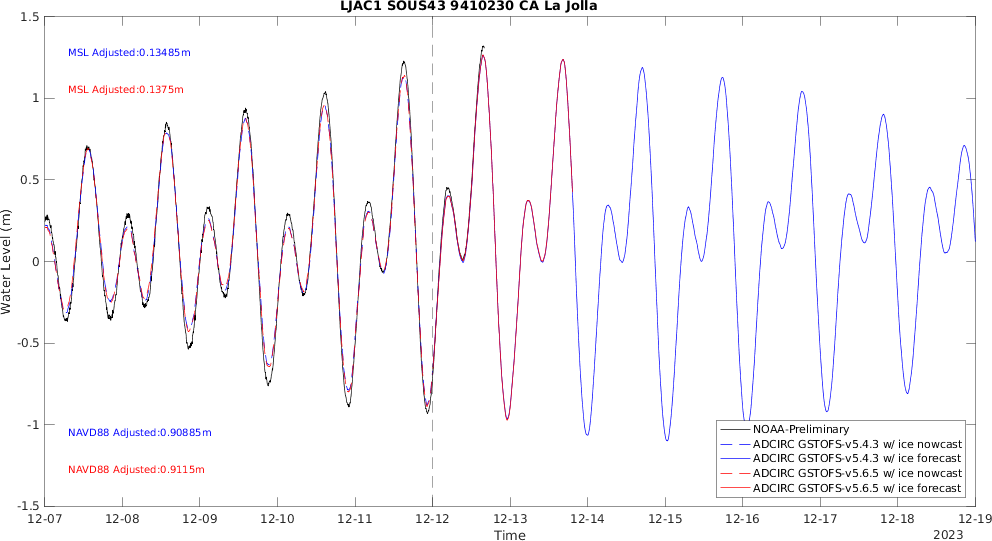 LJAC1 SOUS43 9410230 CA La Jolla
1.5
1
0.5
0
-0.5
-1
-1.5
Water Level (m)
MSL Adjusted:0.13485m
MSL Adjusted:0.1375m
NAVD88 Adjusted:0.90885m
NAVD88 Adjusted:0.9115m
NOAA-Preliminary
ADCIRC GSTOFS-v5.4.3 w/ ice nowcast
ADCIRC GSTOFS-v5.4.3 w/ ice forecast
ADCIRC GSTOFS-v5.6.5 w/ ice nowcast
ADCIRC GSTOFS-v5.6.5 w/ ice forecast
12-07 12-08 12-09 12-10 12-11 12-12 12-13 12-14 12-15 12-16 12-17 12-18 12-19
Time
2023